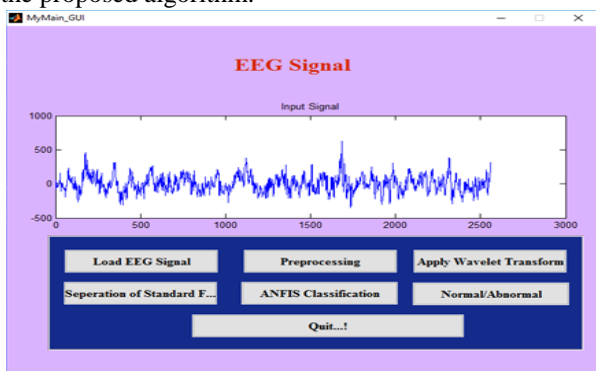 the proposed algorithm.
MyMain_GUI
EEG Signal
Input Signal
1000
500
0
-500
0 500 1000 1500 2000 2500 3000
Load EEG Signal Preprocessing Apply Wavelet Transform
Seperation of Standard F... ANFIS Classification Normal/Abnormal
Quit...!